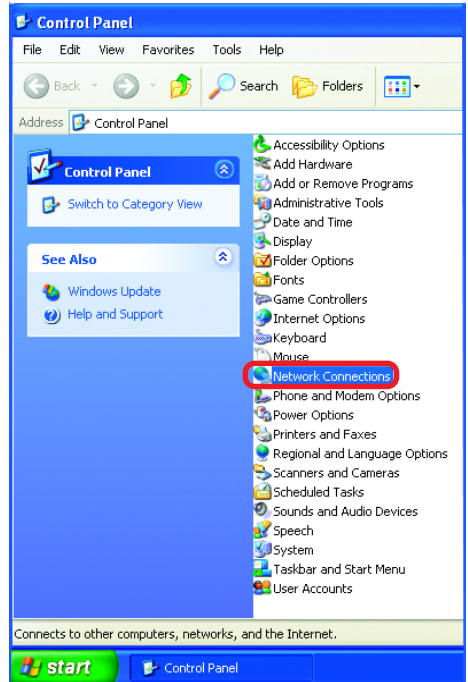 Control Panel
File Edit View Favorites Tools Help
Back Search Folders
Address Control Panel
Control Panel
Switch to Category View
See Also
Windows Update
Help and Support
Accessibility Options
Add Hardware
Add or Remove Programs
Administrative Tools
Date and Time
Display
Folder Options
Fonts
Game Controllers
Internet Options
Keyboard
Mouse
Network Connections
Phone and Modem Options
Power Options
Printers and Faxes
Regional and Language Options
Scanners and Cameras
Scheduled Tasks
Sounds and Audio Devices
Speech
System
Taskbar and Start Menu
User Accounts
Connects to other computers, networks, and the Internet.
start Control Panel